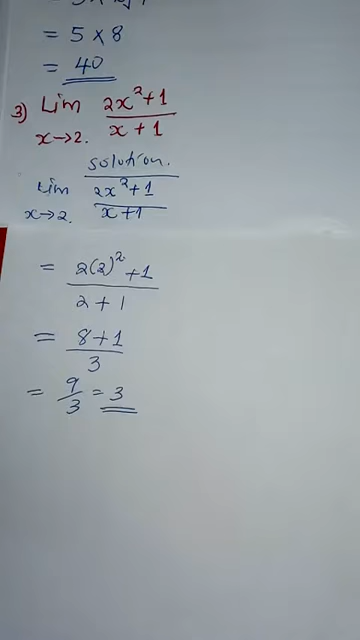 = 5 × 8
= 40
3) Lim 2x²+1 / x + 1
x→2.
solution.
Lim 2x²+1 / x+1
x→2.
= 2(2)² +1 / 2 + 1
= 8+1 / 3
= 9/3 = 3